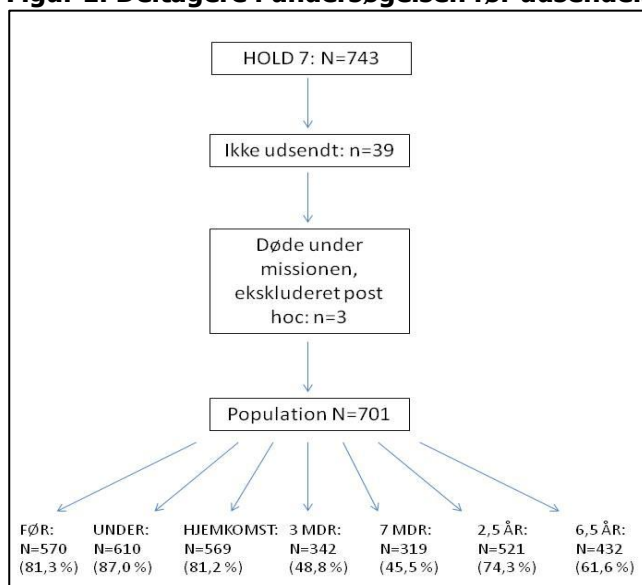 HOLD 7: N=743
Ikke udsendt: n=39
Døde under
missionen,
ekskluderet post
hoc: n=3
Population N=701
FØR:
N=570
(81,3 %)
UNDER:
N=610
(87,0 %)
HJEMKOMST:
N=569
(81,2 %)
3 MDR:
N=342
(48,8 %)
7 MDR:
N=319
(45,5 %)
2,5 ÅR:
N=521
(74,3 %)
6,5 ÅR:
N=432
(61,6 %)